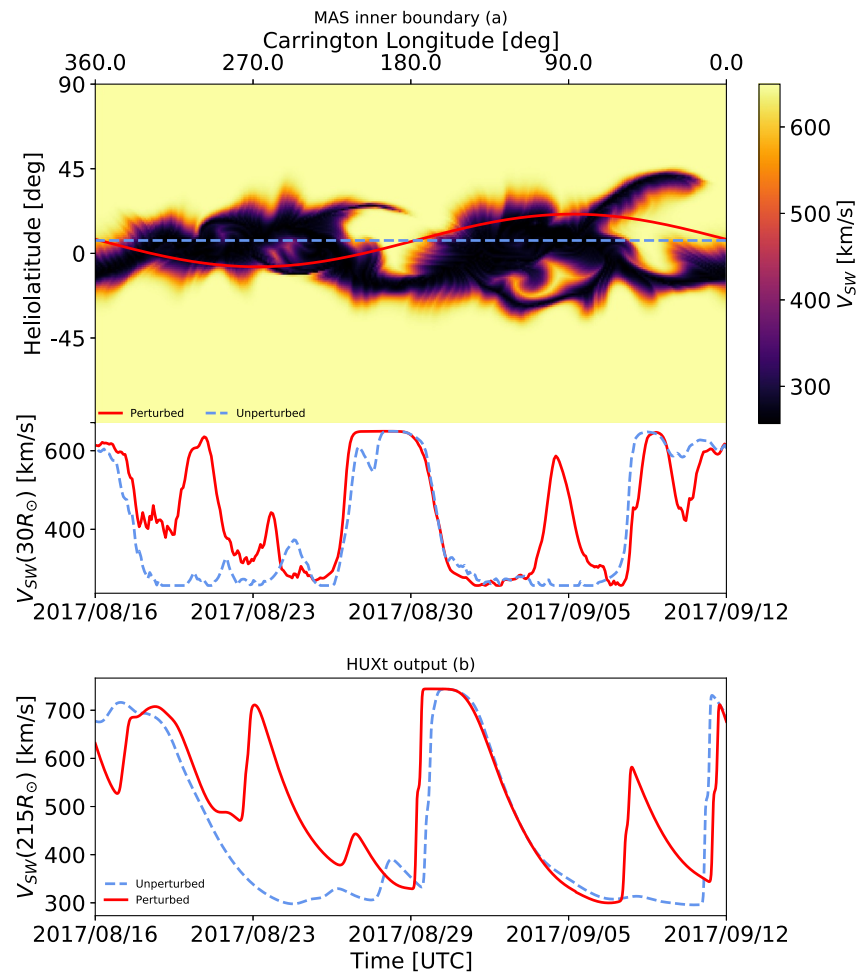 MAS inner boundary (a)
Carrington Longitude [deg]
360.0 270.0 180.0 90.0 0.0
90
45
0
-45
Heliolatitude [deg]
Perturbed Unperturbed
600
500
400
300
V_SW [km/s]
600
400
V_SW(30R_⊙) [km/s]
2017/08/16 2017/08/23 2017/08/30 2017/09/05 2017/09/12
HUXt output (b)
700
600
500
400
300
V_SW(215R_⊙) [km/s]
Unperturbed
Perturbed
2017/08/16 2017/08/23 2017/08/29 2017/09/05 2017/09/12
Time [UTC]